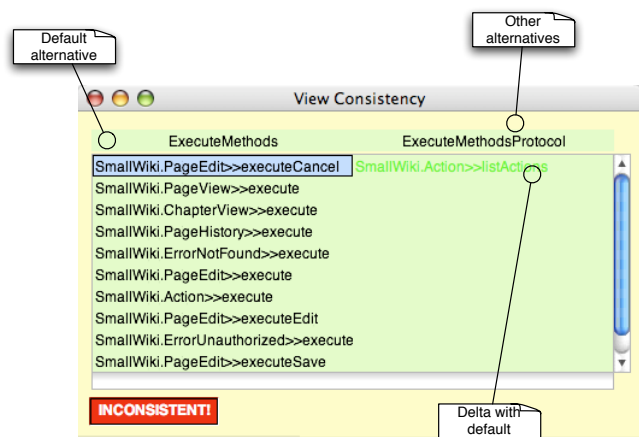 Default
alternative
Other
alternatives
View Consistency
ExecuteMethods ExecuteMethodsProtocol
SmallWiki.PageEdit>>executeCancel SmallWiki.Action>>listActions
SmallWiki.PageView>>execute
SmallWiki.ChapterView>>execute
SmallWiki.PageHistory>>execute
SmallWiki.ErrorNotFound>>execute
SmallWiki.PageEdit>>execute
SmallWiki.Action>>execute
SmallWiki.PageEdit>>executeEdit
SmallWiki.ErrorUnauthorized>>execute
SmallWiki.PageEdit>>executeSave
INCONSISTENT!
Delta with
default